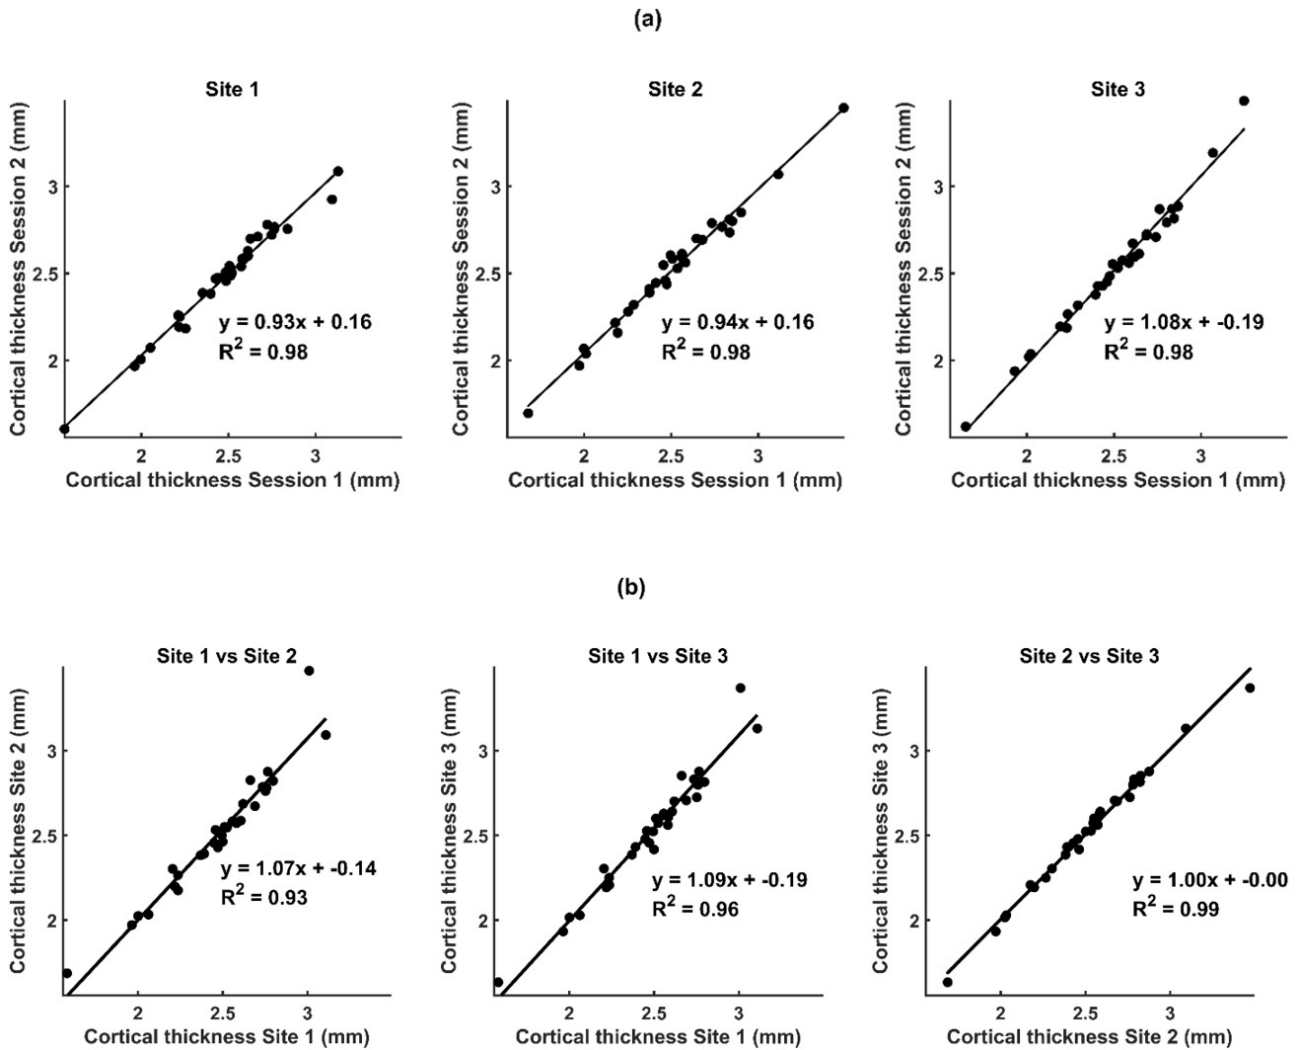 (a)
Site 1
Cortical thickness Session 2 (mm)
3
2.5
2
y = 0.93x + 0.16
R² = 0.98
2 2.5 3
Cortical thickness Session 1 (mm)
Site 2
Cortical thickness Session 2 (mm)
3
2.5
2
y = 0.94x + 0.16
R² = 0.98
2 2.5 3
Cortical thickness Session 1 (mm)
Site 3
Cortical thickness Session 2 (mm)
3
2.5
2
y = 1.08x + -0.19
R² = 0.98
2 2.5 3
Cortical thickness Session 1 (mm)
(b)
Site 1 vs Site 2
Cortical thickness Site 2 (mm)
3
2.5
2
y = 1.07x + -0.14
R² = 0.93
2 2.5 3
Cortical thickness Site 1 (mm)
Site 1 vs Site 3
Cortical thickness Site 3 (mm)
3
2.5
2
y = 1.09x + -0.19
R² = 0.96
2 2.5 3
Cortical thickness Site 1 (mm)
Site 2 vs Site 3
Cortical thickness Site 3 (mm)
3
2.5
2
y = 1.00x + -0.00
R² = 0.99
2 2.5 3
Cortical thickness Site 2 (mm)